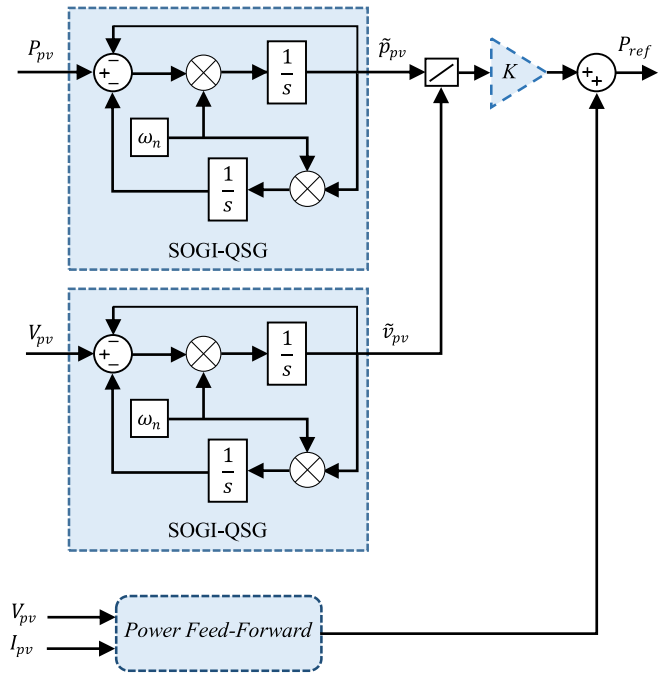 P_pv
+
−
−
1/s
p̃_pv
K
P_ref
+
+
ω_n
1/s
SOGI-QSG
V_pv
+
−
−
1/s
ṽ_pv
ω_n
1/s
SOGI-QSG
V_pv
I_pv
Power Feed-Forward